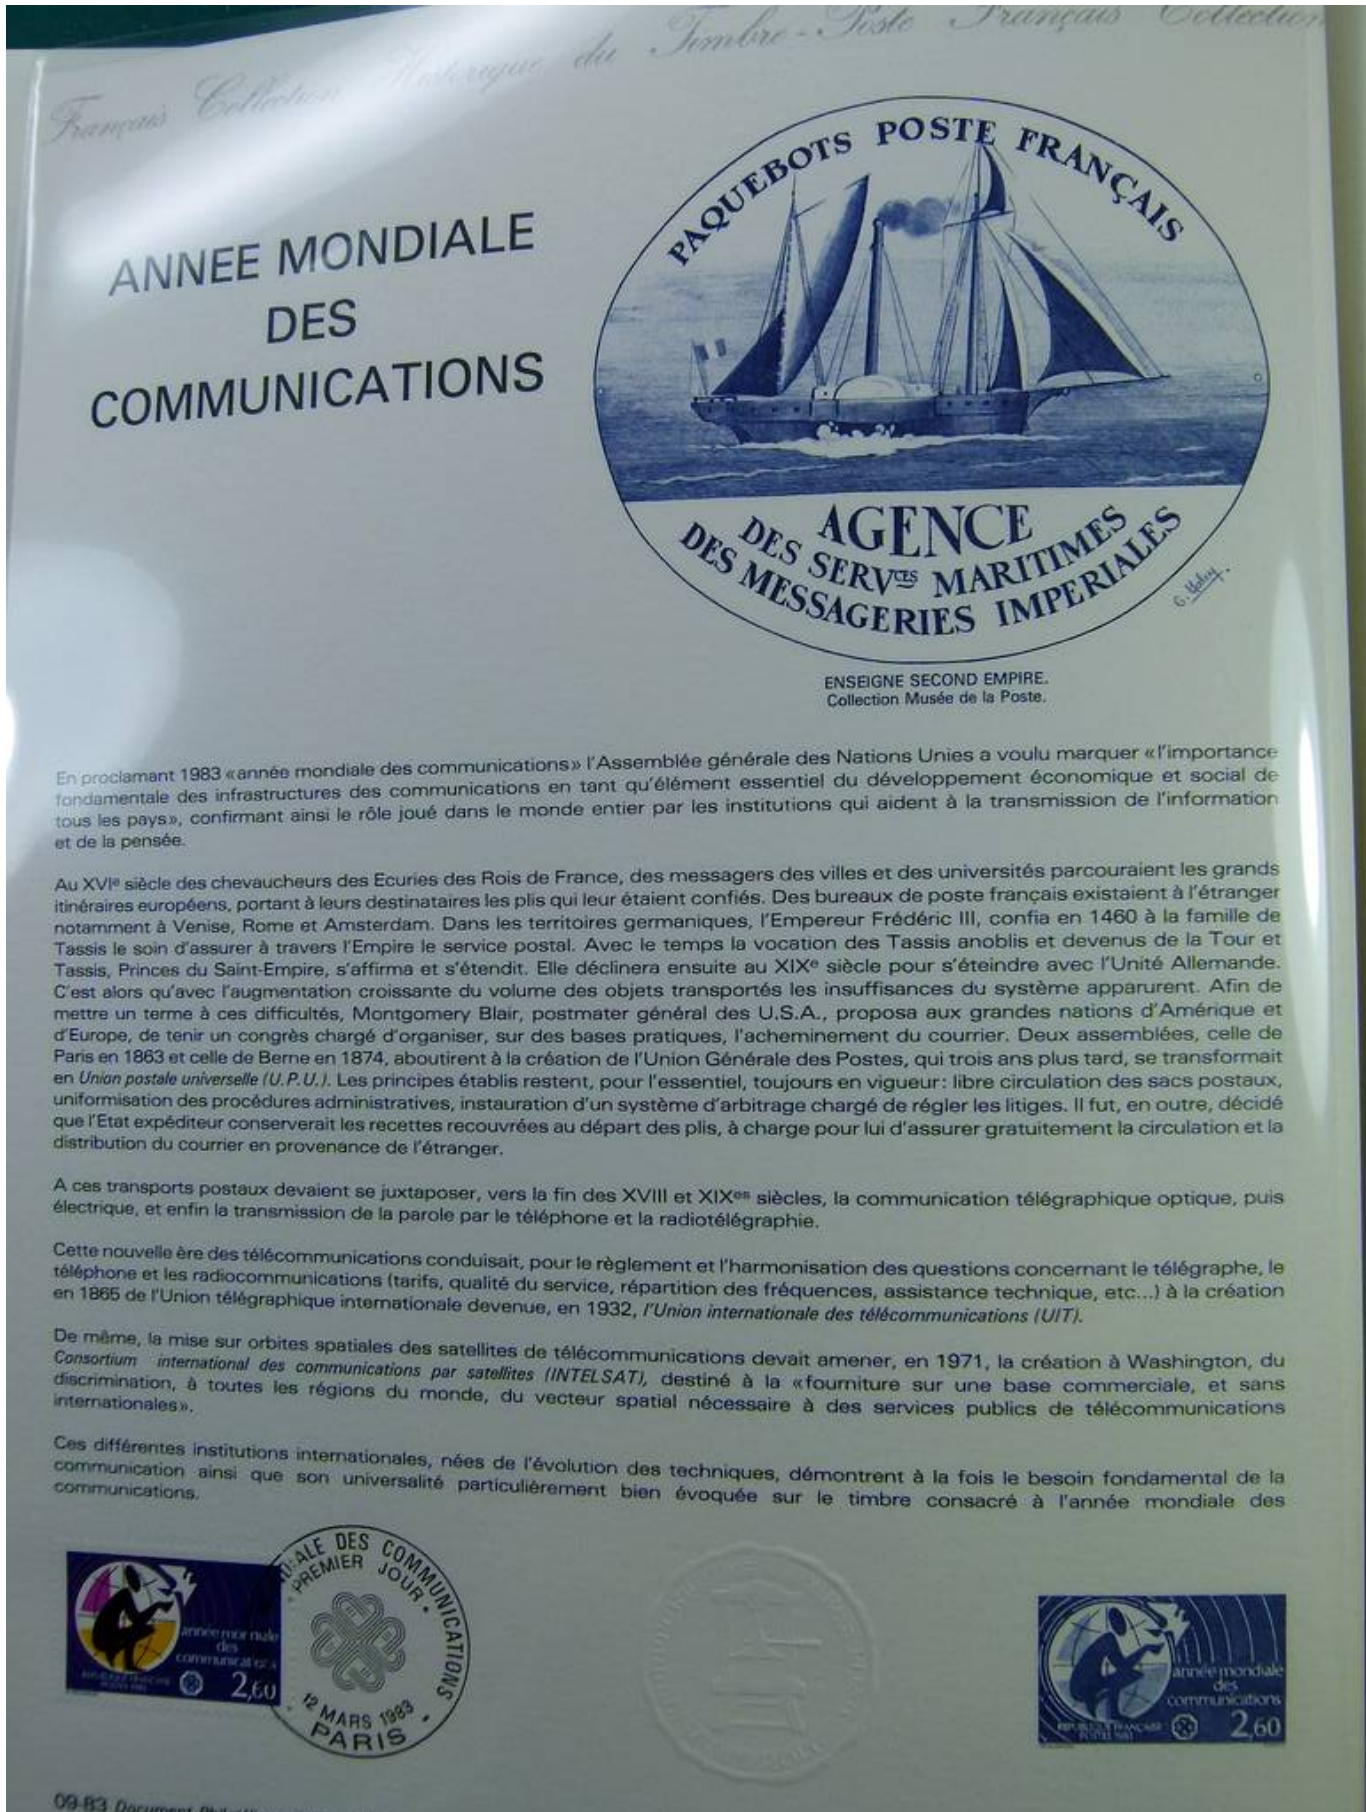 Français Collection Historique du Timbre-Poste Français Collection
PAQUEBOTS POSTE FRANÇAIS
ANNEE MONDIALE
DES
COMMUNICATIONS
AGENCE
DES SERVCES MARITIMES
DES MESSAGERIES IMPERIALES
ENSEIGNE SECOND EMPIRE.
Collection Musée de la Poste.
En proclamant 1983 «année mondiale des communications» l'Assemblée générale des Nations Unies a voulu marquer «l'importance
fondamentale des infrastructures des communications en tant qu'élément essentiel du développement économique et social de
tous les pays», confirmant ainsi le rôle joué dans le monde entier par les institutions qui aident à la transmission de l'information
et de la pensée.
Au XVIe siècle des chevaucheurs des Ecuries des Rois de France, des messagers des villes et des universités parcouraient les grands
itinéraires européens, portant à leurs destinataires les plis qui leur étaient confiés. Des bureaux de poste français existaient à l'étranger
notamment à Venise, Rome et Amsterdam. Dans les territoires germaniques, l'Empereur Frédéric III, confia en 1460 à la famille de
Tassis le soin d'assurer à travers l'Empire le service postal. Avec le temps la vocation des Tassis anoblis et devenus de la Tour et
Tassis, Princes du Saint-Empire, s'affirma et s'étendit. Elle déclinera ensuite au XIXe siècle pour s'éteindre avec l'Unité Allemande.
C'est alors qu'avec l'augmentation croissante du volume des objets transportés les insuffisances du système apparurent. Afin de
mettre un terme à ces difficultés, Montgomery Blair, postmater général des U.S.A., proposa aux grandes nations d'Amérique et
d'Europe, de tenir un congrès chargé d'organiser, sur des bases pratiques, l'acheminement du courrier. Deux assemblées, celle de
Paris en 1863 et celle de Berne en 1874, aboutirent à la création de l'Union Générale des Postes, qui trois ans plus tard, se transformait
en Union postale universelle (U.P.U.). Les principes établis restent, pour l'essentiel, toujours en vigueur: libre circulation des sacs postaux,
uniformisation des procédures administratives, instauration d'un système d'arbitrage chargé de régler les litiges. Il fut, en outre, décidé
que l'Etat expéditeur conserverait les recettes recouvrées au départ des plis, à charge pour lui d'assurer gratuitement la circulation et la
distribution du courrier en provenance de l'étranger.
A ces transports postaux devaient se juxtaposer, vers la fin des XVIII et XIXes siècles, la communication télégraphique optique, puis
électrique, et enfin la transmission de la parole par le téléphone et la radiotélégraphie.
Cette nouvelle ère des télécommunications conduisait, pour le règlement et l'harmonisation des questions concernant le télégraphe, le
téléphone et les radiocommunications (tarifs, qualité du service, répartition des fréquences, assistance technique, etc...) à la création
en 1865 de l'Union télégraphique internationale devenue, en 1932, l'Union internationale des télécommunications (UIT).
De même, la mise sur orbites spatiales des satellites de télécommunications devait amener, en 1971, la création à Washington, du
Consortium international des communications par satellites (INTELSAT), destiné à la «fourniture sur une base commerciale, et sans
discrimination, à toutes les régions du monde, du vecteur spatial nécessaire à des services publics de télécommunications
internationales».
Ces différentes institutions internationales, nées de l'évolution des techniques, démontrent à la fois le besoin fondamental de la
communication ainsi que son universalité particulièrement bien évoquée sur le timbre consacré à l'année mondiale des
communications.
année mondiale
des
communications
2,60
DIALE DES COMMUNICATIONS
PREMIER JOUR
12 MARS 1983
PARIS
année mondiale
des
communications
REPUBLIQUE FRANÇAISE
POSTES 1983
2,60
09-83 Document